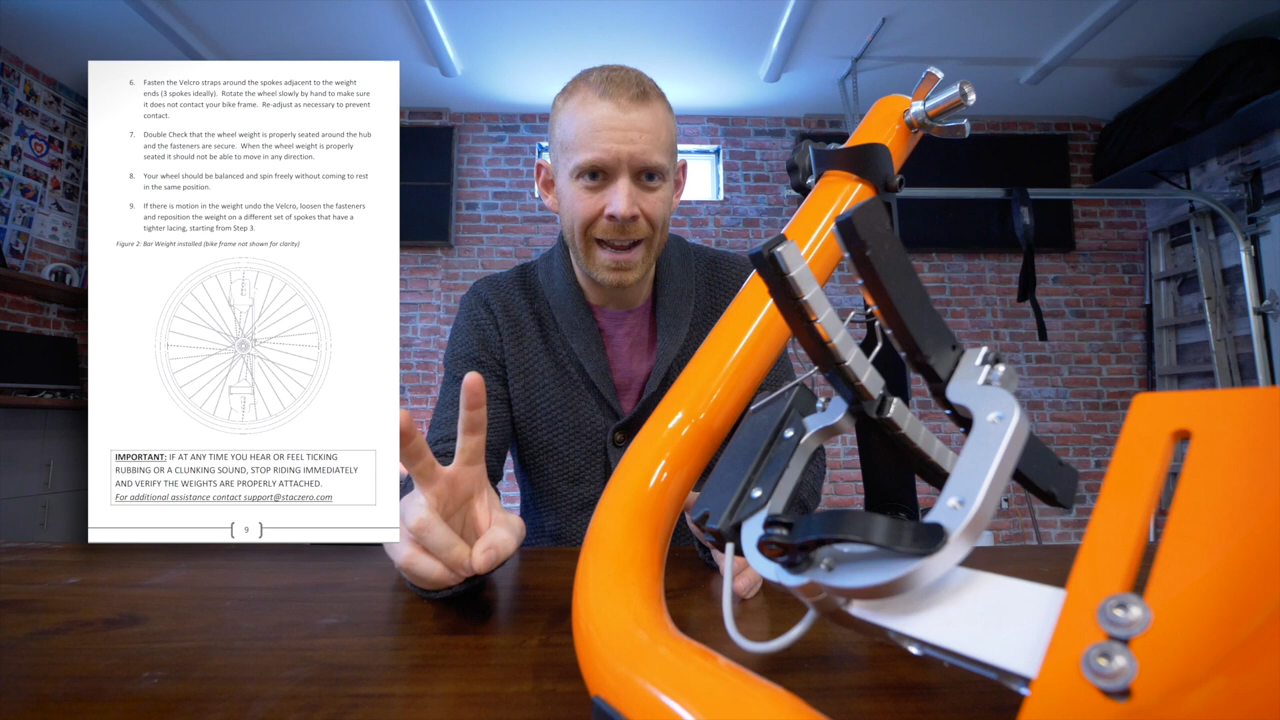 6. Fasten the Velcro straps around the spokes adjacent to the weight
ends (3 spokes ideally). Rotate the wheel slowly by hand to make sure
it does not contact your bike frame. Re-adjust as necessary to prevent
contact.
7. Double Check that the wheel weight is properly seated around the hub
and the fasteners are secure. When the wheel weight is properly
seated it should not be able to move in any direction.
8. Your wheel should be balanced and spin freely without coming to rest
in the same position.
9. If there is motion in the weight undo the Velcro, loosen the fasteners
and reposition the weight on a different set of spokes that have a
tighter lacing, starting from Step 3.
Figure 2: Bar Weight installed (bike frame not shown for clarity)
IMPORTANT: IF AT ANY TIME YOU HEAR OR FEEL TICKING
RUBBING OR A CLUNKING SOUND, STOP RIDING IMMEDIATELY
AND VERIFY THE WEIGHTS ARE PROPERLY ATTACHED.
For additional assistance contact support@staczero.com
9